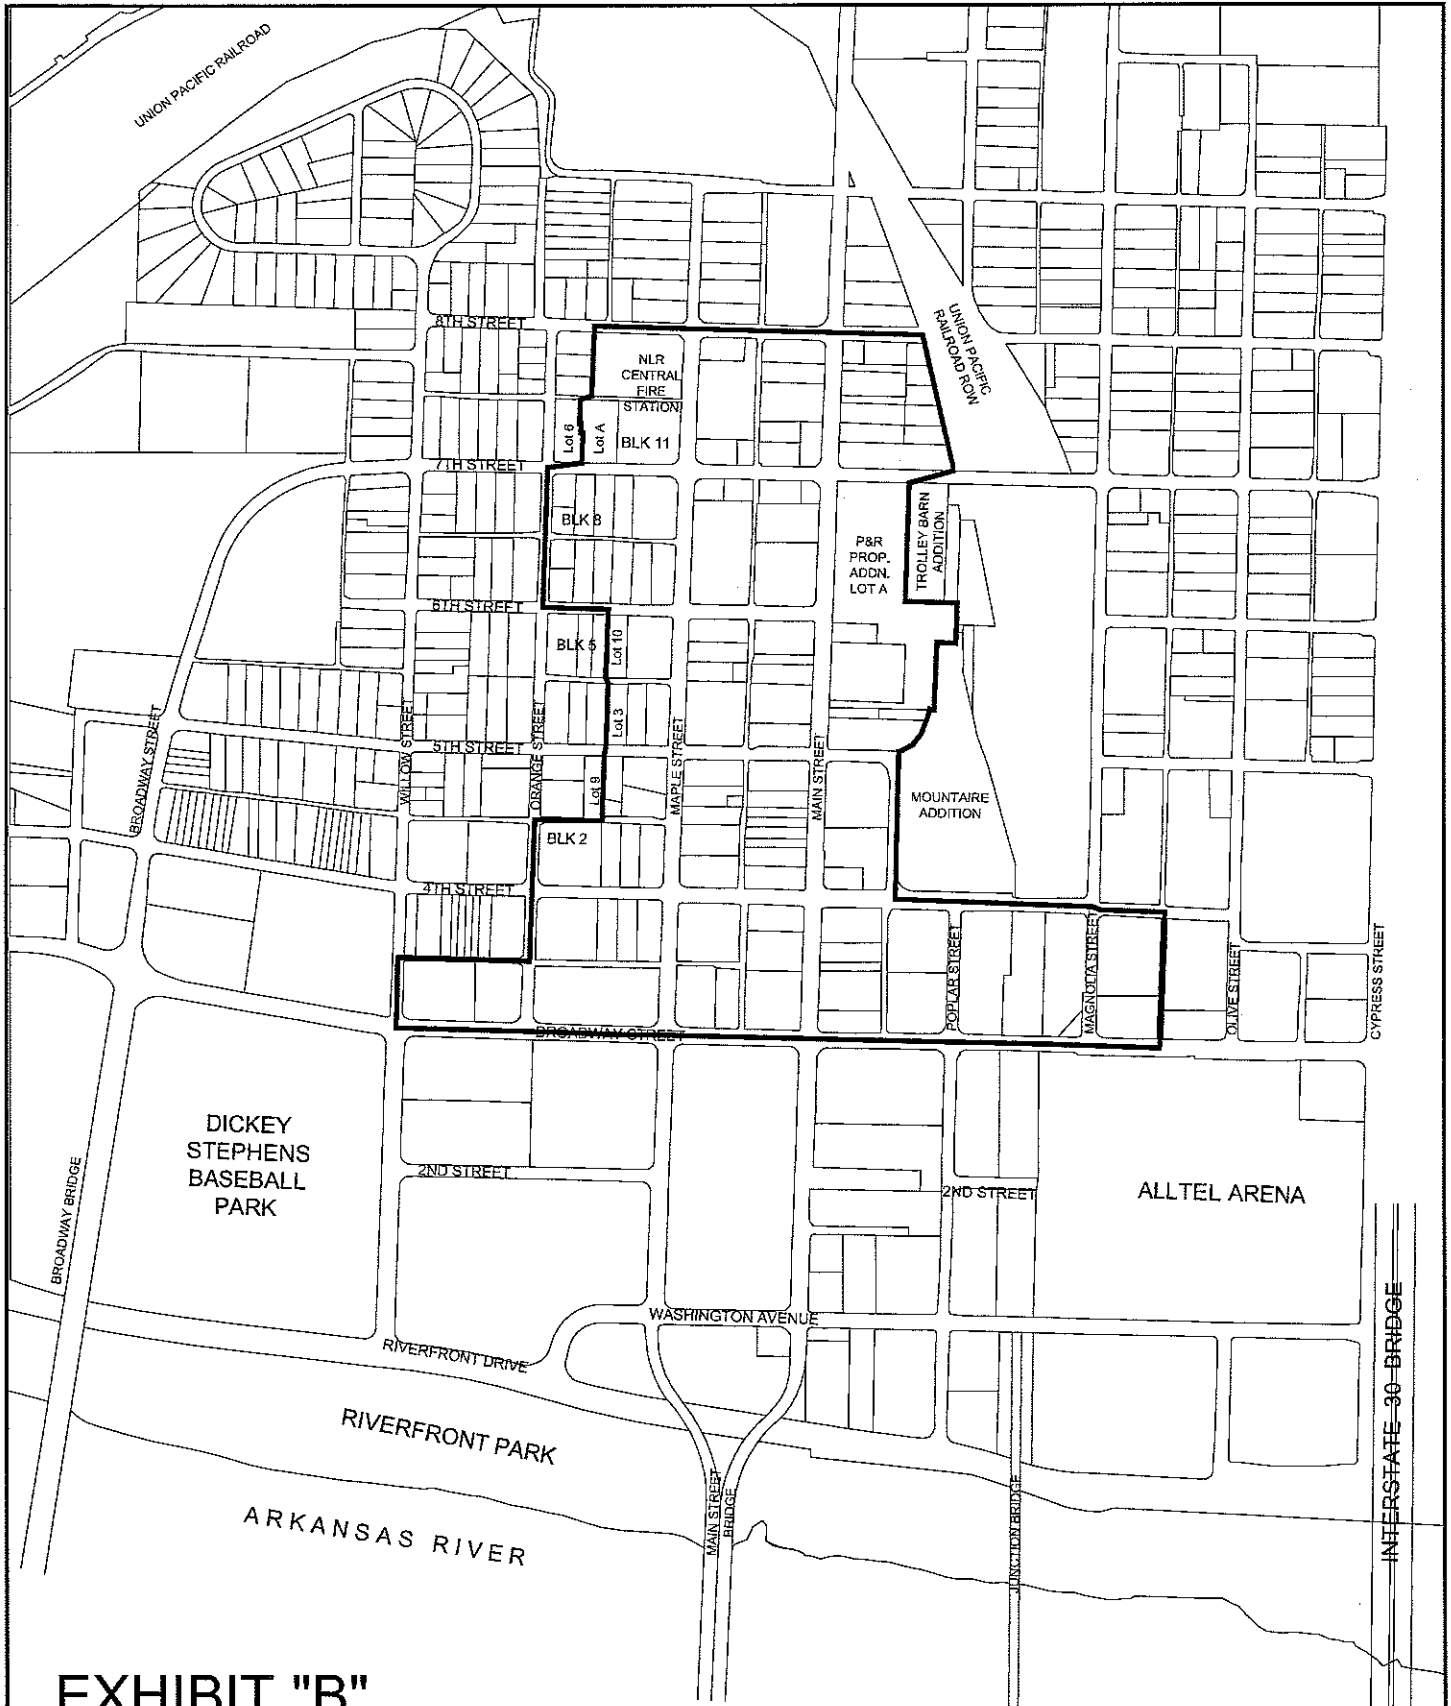 UNION PACIFIC RAILROAD
8TH STREET
UNION PACIFIC
RAILROAD ROW
NLR
CENTRAL
FIRE
STATION
Lot 6
Lot A
BLK 11
7TH STREET
BLK 8
P&R
PROP.
ADDN.
LOT A
TROLLEY BARN
ADDITION
6TH STREET
BLK 5
Lot 10
Lot 3
BROADWAY STREET
WILLOW STREE
5TH STREET
ORANGE STREET
Lot 9
MAPLE STREET
MAIN STREET
MOUNTAIRE
ADDITION
BLK 2
4TH STREET
POPLAR STREET
MAGNOLIA STREET
OLIVE STREET
CYPRESS STREET
BROADWAY STREET
DICKEY
STEPHENS
BASEBALL
PARK
BROADWAY BRIDGE
2ND STREET
2ND STREET
ALLTEL ARENA
WASHINGTON AVENUE
RIVERFRONT DRIVE
INTERSTATE 30 BRIDGE
RIVERFRONT PARK
MAIN STREET
BRIDGE
JUNCTION BRIDGE
ARKANSAS RIVER
EXHIBIT "B"